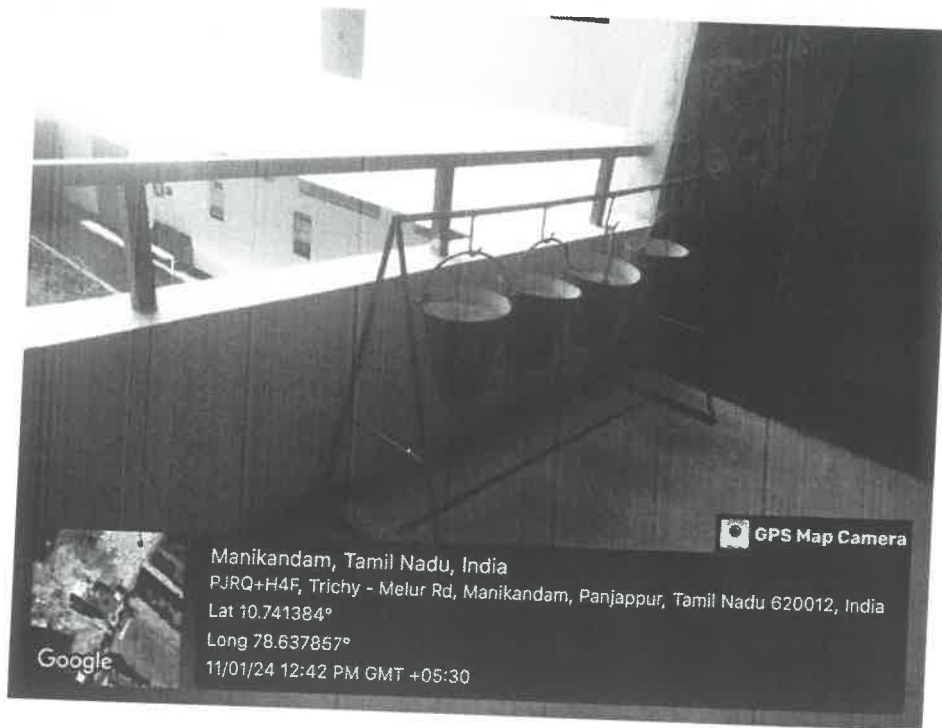 GPS Map Camera
Manikandam, Tamil Nadu, India
PJRQ+H4F, Trichy - Melur Rd, Manikandam, Panjappur, Tamil Nadu 620012, India
Lat 10.741384°
Long 78.637857°
11/01/24 12:42 PM GMT +05:30
Google